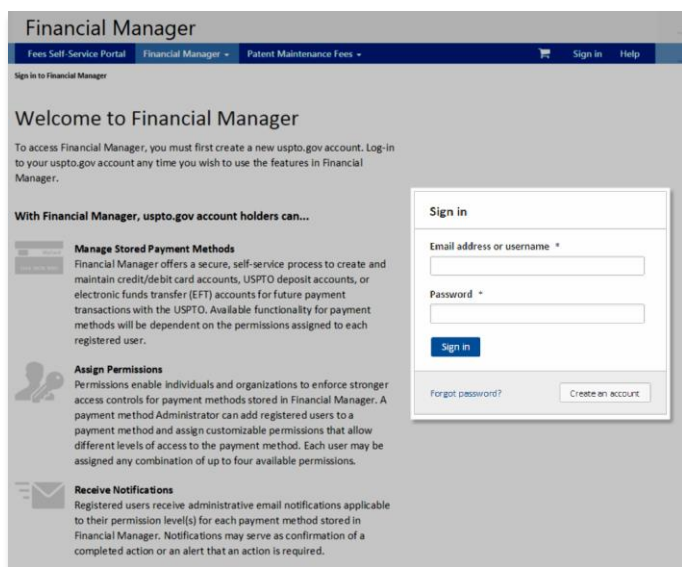 Financial Manager
Fees Self-Service Portal Financial Manager Patent Maintenance Fees Sign in Help
Sign in to Financial Manager
Welcome to Financial Manager
To access Financial Manager, you must first create a new uspto.gov account. Log-in
to your uspto.gov account any time you wish to use the features in Financial
Manager.
With Financial Manager, uspto.gov account holders can...
Manage Stored Payment Methods
Financial Manager offers a secure, self-service process to create and
maintain credit/debit card accounts, USPTO deposit accounts, or
electronic funds transfer (EFT) accounts for future payment
transactions with the USPTO. Available functionality for payment
methods will be dependent on the permissions assigned to each
registered user.
Assign Permissions
Permissions enable individuals and organizations to enforce stronger
access controls for payment methods stored in Financial Manager. A
payment method Administrator can add registered users to a
payment method and assign customizable permissions that allow
different levels of access to the payment method. Each user may be
assigned any combination of up to four available permissions.
Receive Notifications
Registered users receive administrative email notifications applicable
to their permission level(s) for each payment method stored in
Financial Manager. Notifications may serve as confirmation of a
completed action or an alert that an action is required.
Sign in
Email address or username *
Password *
Sign in
Forgot password? Create an account